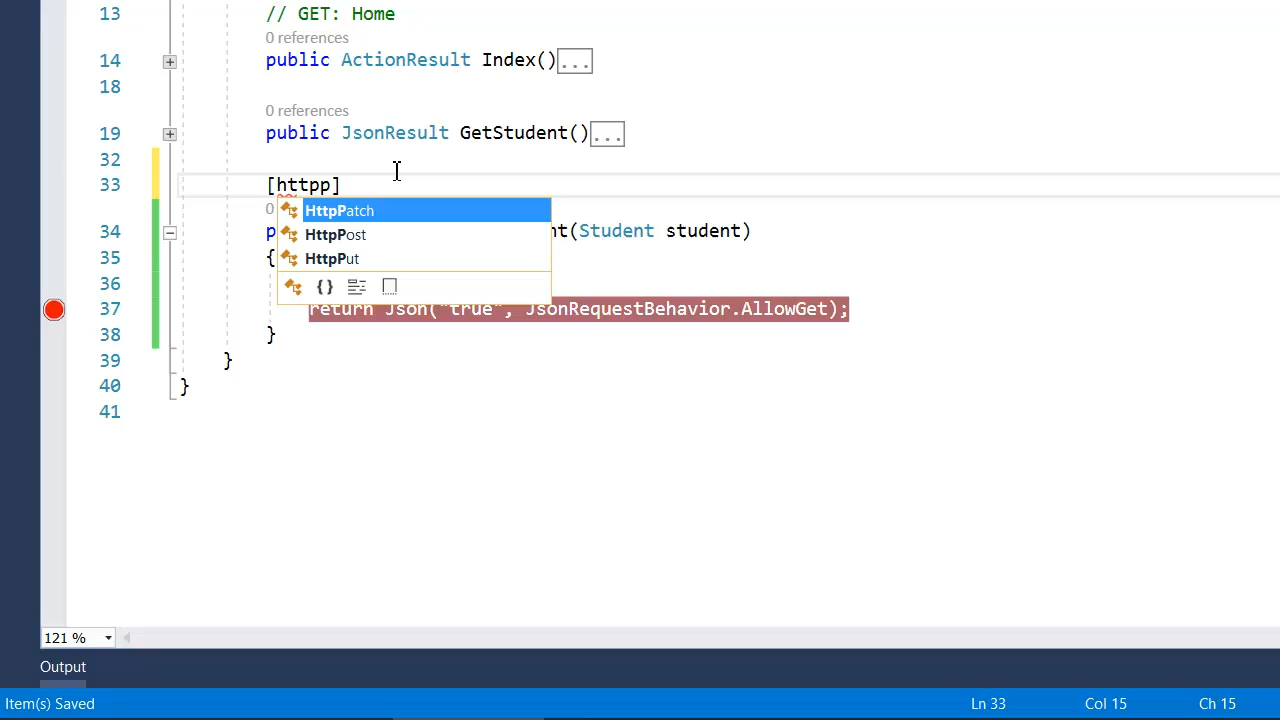 13 // GET: Home
0 references
14 public ActionResult Index()...
18
0 references
19 public JsonResult GetStudent()...
32
33 [httpp]
0
HttpPatch
34 p nt(Student student)
HttpPost
35 {
HttpPut
36
{}
37 return Json("true", JsonRequestBehavior.AllowGet);
38 }
39 }
40 }
41
121 %
Output
Item(s) Saved Ln 33 Col 15 Ch 15